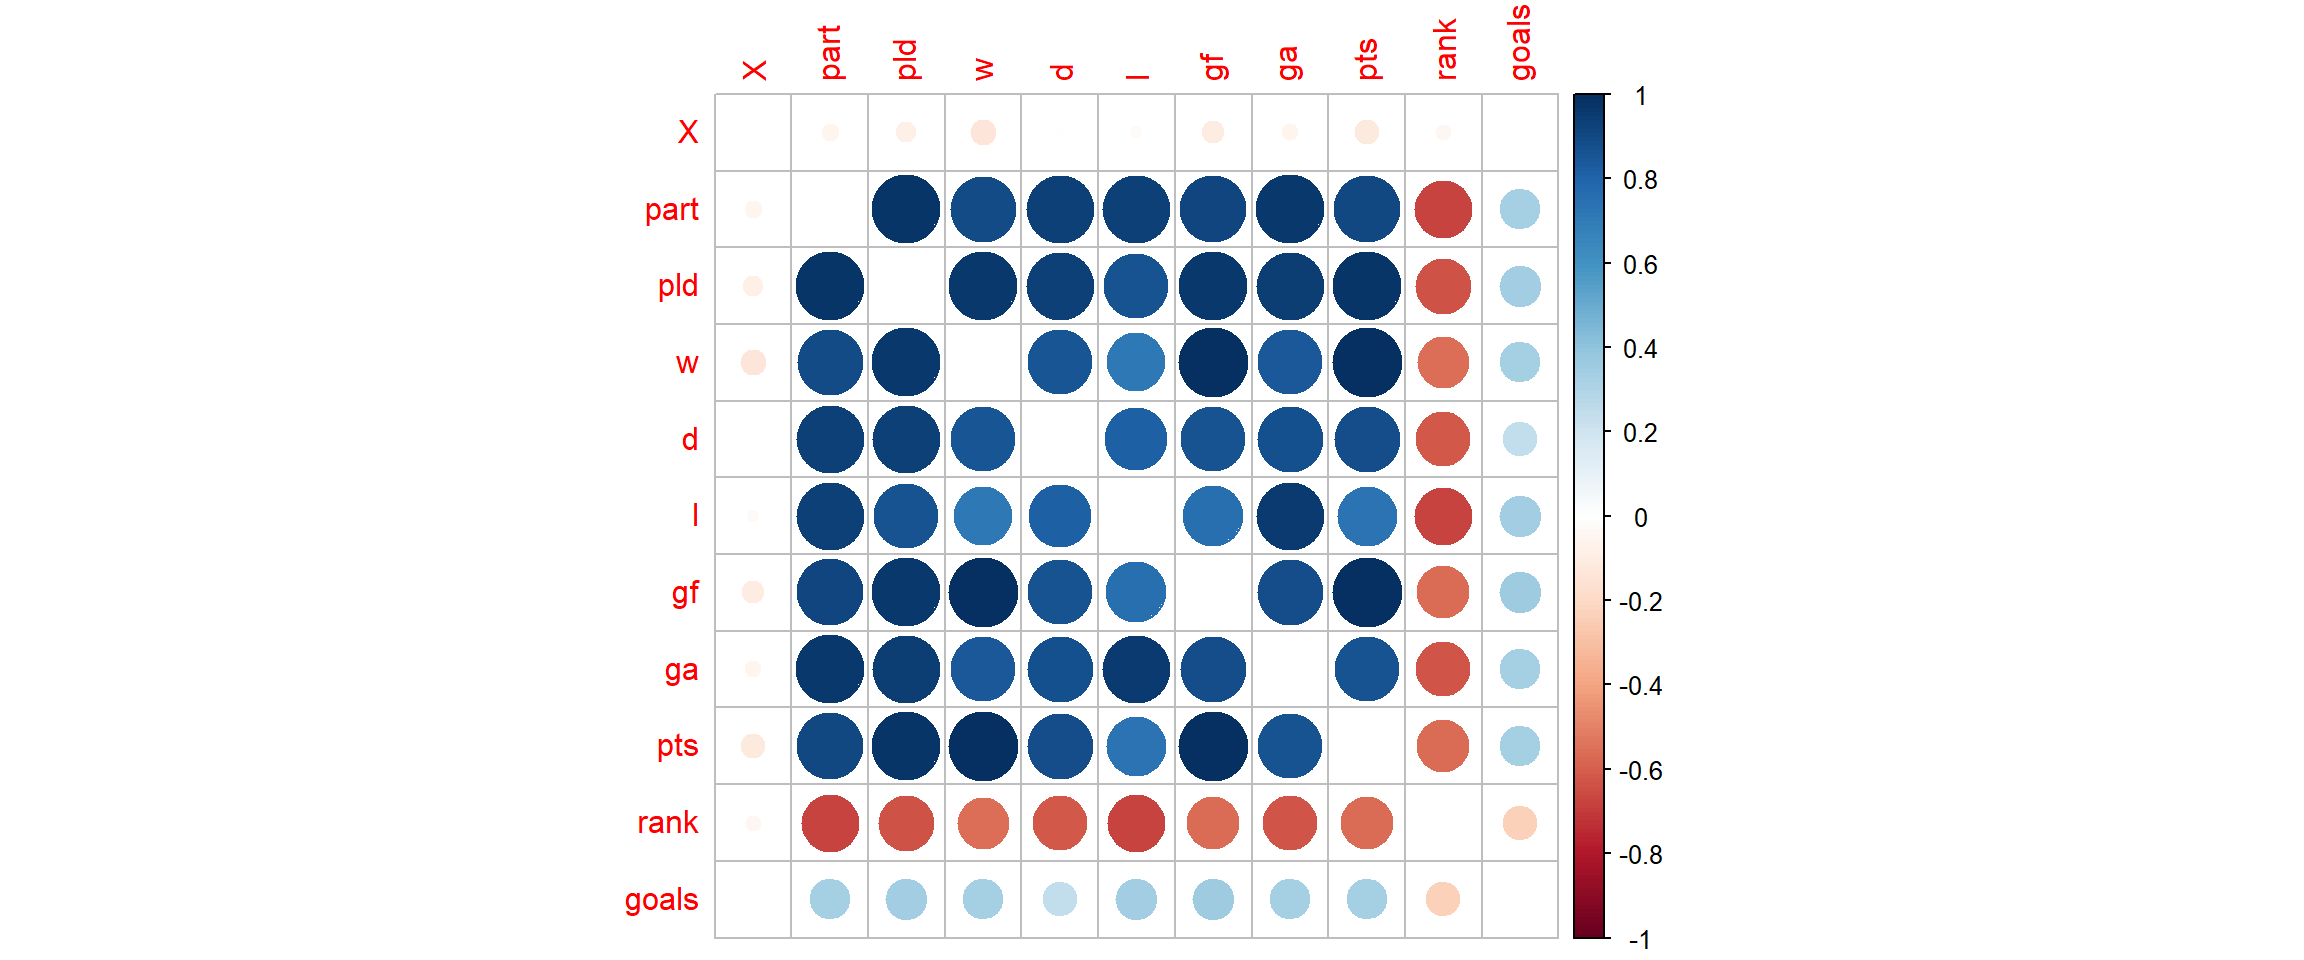 X part pld w d l gf ga pts rank goals
X
part
pld
w
d
l
gf
ga
pts
rank
goals
1
0.8
0.6
0.4
0.2
0
-0.2
-0.4
-0.6
-0.8
-1